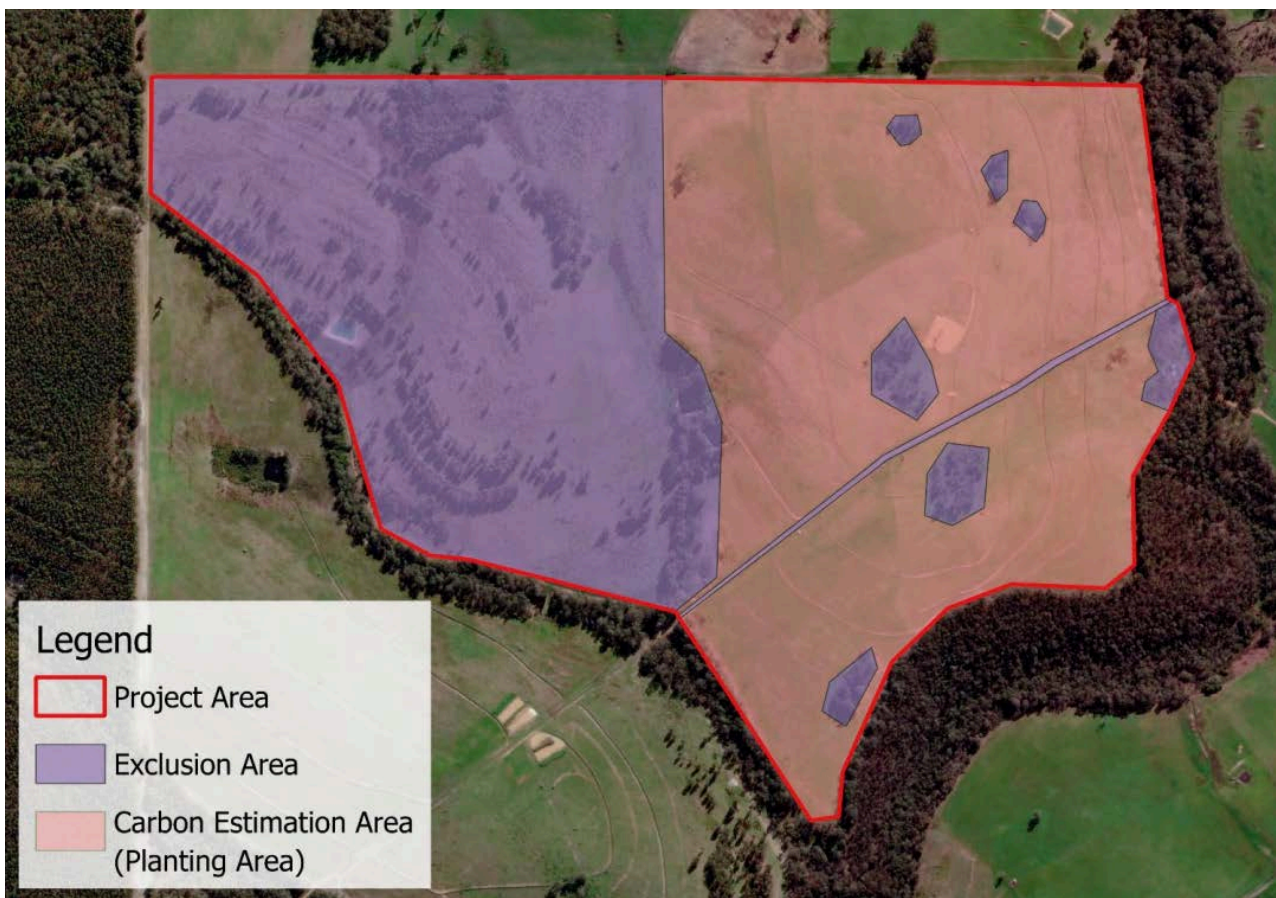 Legend
Project Area
Exclusion Area
Carbon Estimation Area
(Planting Area)